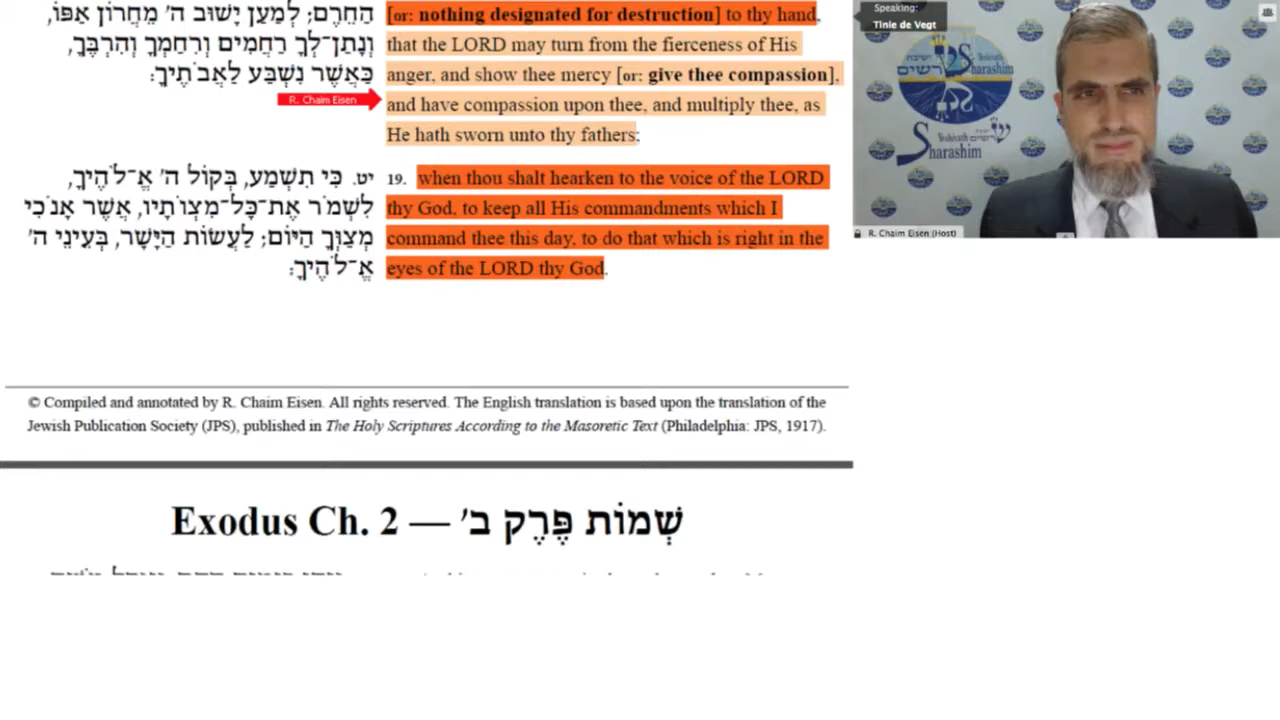 הַחֵרֶם; לְמַעַן יָשׁוּב ה' מֵחֲרוֹן אַפּוֹ,
וְנָתַן־לְךָ רַחֲמִים וְרִחַמְךָ וְהִרְבֶּךָ,
כַּאֲשֶׁר נִשְׁבַּע לַאֲבֹתֶיךָ:
[or: nothing designated for destruction] to thy hand,
that the LORD may turn from the fierceness of His
anger, and show thee mercy [or: give thee compassion],
and have compassion upon thee, and multiply thee, as
He hath sworn unto thy fathers;
R. Chaim Eisen
יט. כִּי תִשְׁמַע, בְּקוֹל ה' אֱ־לֹהֶיךָ,
לִשְׁמֹר אֶת־כָּל־מִצְוֹתָיו, אֲשֶׁר אָנֹכִי
מְצַוְּךָ הַיּוֹם; לַעֲשׂוֹת הַיָּשָׁר, בְּעֵינֵי ה'
אֱ־לֹהֶיךָ:
19. when thou shalt hearken to the voice of the LORD
thy God, to keep all His commandments which I
command thee this day, to do that which is right in the
eyes of the LORD thy God.
© Compiled and annotated by R. Chaim Eisen. All rights reserved. The English translation is based upon the translation of the
Jewish Publication Society (JPS), published in The Holy Scriptures According to the Masoretic Text (Philadelphia: JPS, 1917).
Exodus Ch. 2 — שְׁמוֹת פֶּרֶק ב'
Speaking:
Tinie de Vegt
ישיבת
שרשים
Sharashim
Yeshivath
Sharashim
R. Chaim Eisen (Host)